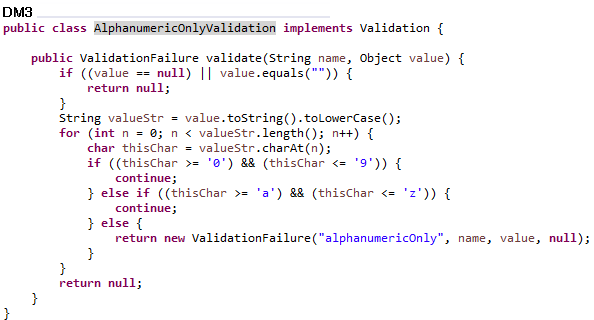 DM3
public class AlphanumericOnlyValidation implements Validation {
public ValidationFailure validate(String name, Object value) {
if ((value == null) || value.equals("")) {
return null;
}
String valueStr = value.toString().toLowerCase();
for (int n = 0; n < valueStr.length(); n++) {
char thisChar = valueStr.charAt(n);
if ((thisChar >= '0') && (thisChar <= '9')) {
continue;
} else if ((thisChar >= 'a') && (thisChar <= 'z')) {
continue;
} else {
return new ValidationFailure("alphanumericOnly", name, value, null);
}
}
return null;
}
}